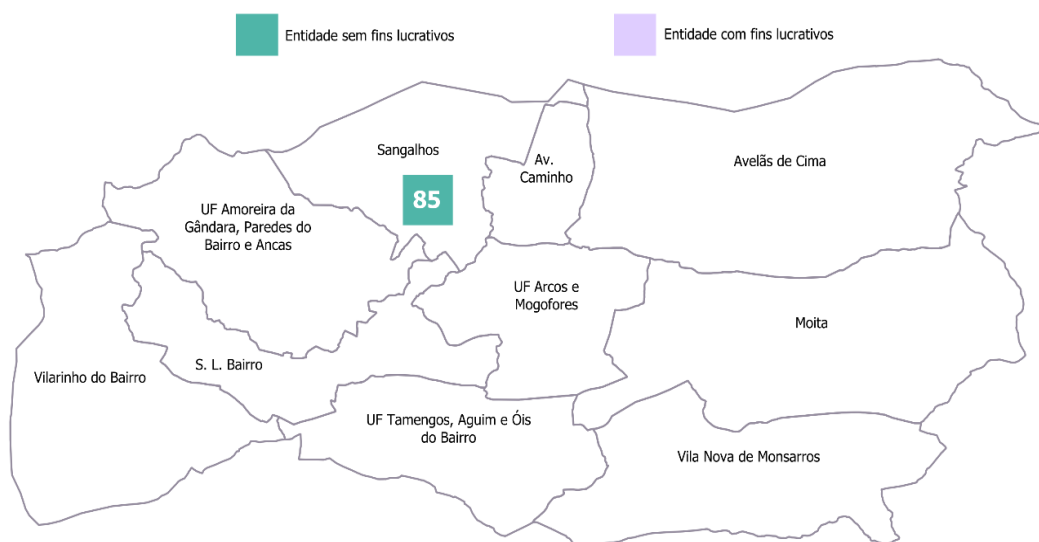 Entidade sem fins lucrativos
Entidade com fins lucrativos
Sangalhos
85
Av.
Caminho
Avelãs de Cima
UF Amoreira da
Gândara, Paredes do
Bairro e Ancas
UF Arcos e
Mogofores
Moita
S. L. Bairro
Vilarinho do Bairro
UF Tamengos, Aguim e Óis
do Bairro
Vila Nova de Monsarros